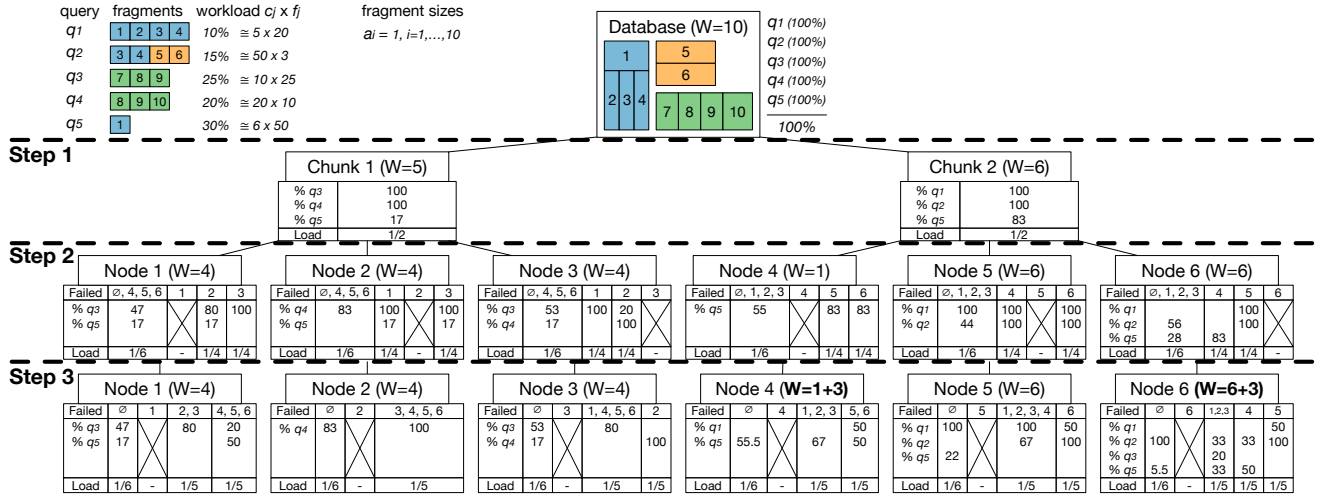 query fragments workload cj x fj fragment sizes
q1 1 2 3 4 10% ≅ 5 x 20 ai = 1, i=1,...,10
q2 3 4 5 6 15% ≅ 50 x 3
q3 7 8 9 25% ≅ 10 x 25
q4 8 9 10 20% ≅ 20 x 10
q5 1 30% ≅ 6 x 50
Database (W=10)
1 5
6
2 3 4
7 8 9 10
q1 (100%)
q2 (100%)
q3 (100%)
q4 (100%)
q5 (100%)
100%
Step 1
Chunk 1 (W=5)
% q3 100
% q4 100
% q5 17
Load 1/2
Chunk 2 (W=6)
% q1 100
% q2 100
% q5 83
Load 1/2
Step 2
Node 1 (W=4)
Failed ∅, 4, 5, 6 1 2 3
% q3 47 80 100
% q5 17 17
Load 1/6 - 1/4 1/4
Node 2 (W=4)
Failed ∅, 4, 5, 6 1 2 3
% q4 83 100 100
% q5 17 17
Load 1/6 1/4 - 1/4
Node 3 (W=4)
Failed ∅, 4, 5, 6 1 2 3
% q3 53 100 20
% q4 17 100
Load 1/6 1/4 1/4 -
Node 4 (W=1)
Failed ∅, 1, 2, 3 4 5 6
% q5 55 83 83
Load 1/6 - 1/4 1/4
Node 5 (W=6)
Failed ∅, 1, 2, 3 4 5 6
% q1 100 100 100
% q2 44 100 100
Load 1/6 1/4 - 1/4
Node 6 (W=6)
Failed ∅, 1, 2, 3 4 5 6
% q1 100
% q2 56 100
% q5 28 83
Load 1/6 1/4 1/4 -
Step 3
Node 1 (W=4)
Failed ∅ 1 2, 3 4, 5, 6
% q3 47 80 20
% q5 17 50
Load 1/6 - 1/5 1/5
Node 2 (W=4)
Failed ∅ 2 3, 4, 5, 6
% q4 83 100
Load 1/6 - 1/5
Node 3 (W=4)
Failed ∅ 3 1, 4, 5, 6 2
% q3 53 80
% q4 17 100
Load 1/6 - 1/5 1/5
Node 4 (W=1+3)
Failed ∅ 4 1, 2, 3 5, 6
% q1 50
% q5 55.5 67 50
Load 1/6 - 1/5 1/5
Node 5 (W=6)
Failed ∅ 5 1, 2, 3, 4 6
% q1 100 100 50
% q2 67 100
% q5 22
Load 1/6 - 1/5 1/5
Node 6 (W=6+3)
Failed ∅ 6 1,2,3 4 5
% q1 50
% q2 100 33 33 100
% q3 20
% q5 5.5 33 50
Load 1/6 - 1/5 1/5 1/5